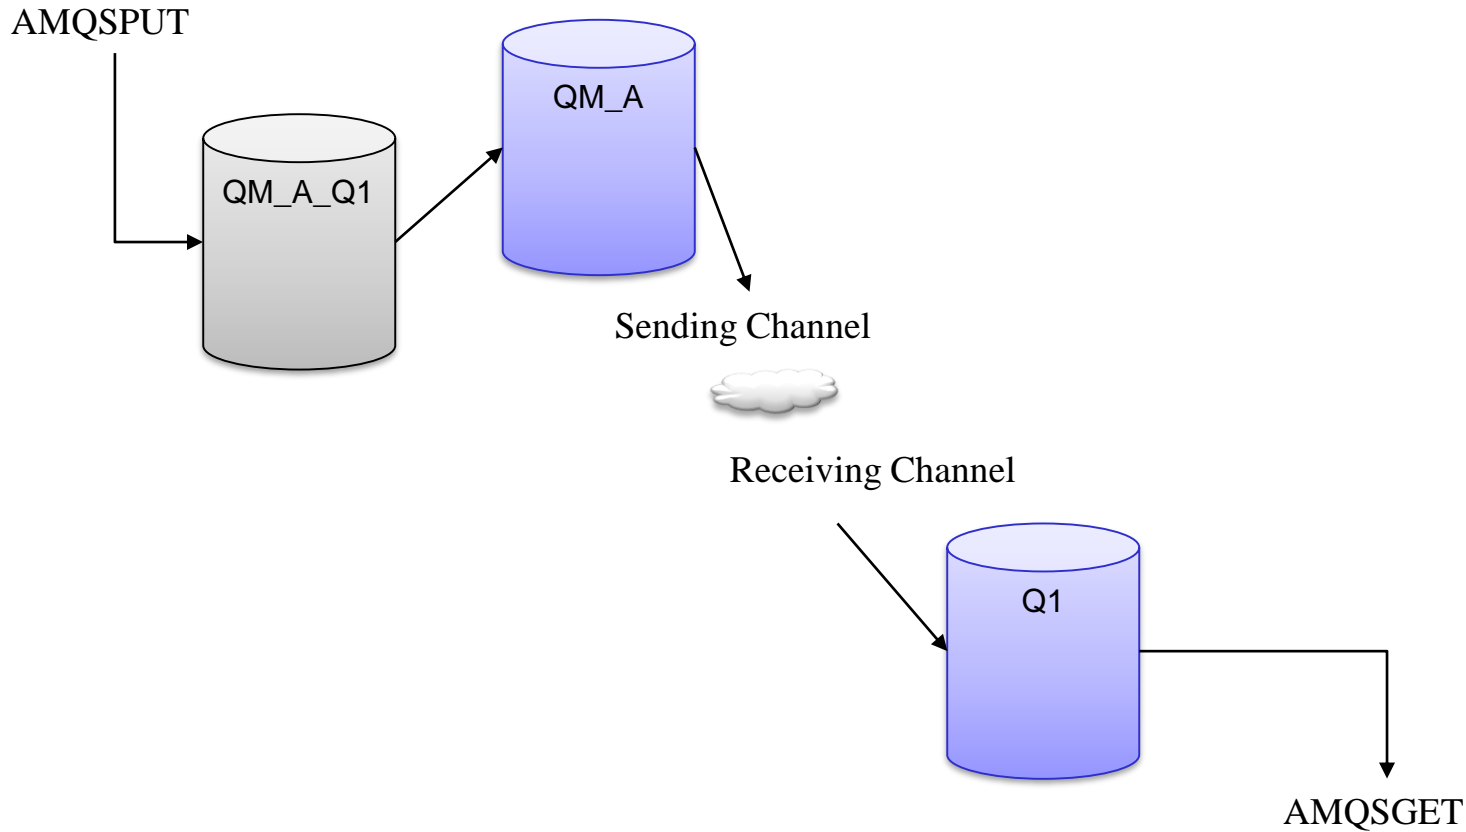 AMQSPUT
QM_A
QM_A_Q1
Sending Channel
Receiving Channel
Q1
AMQSGET